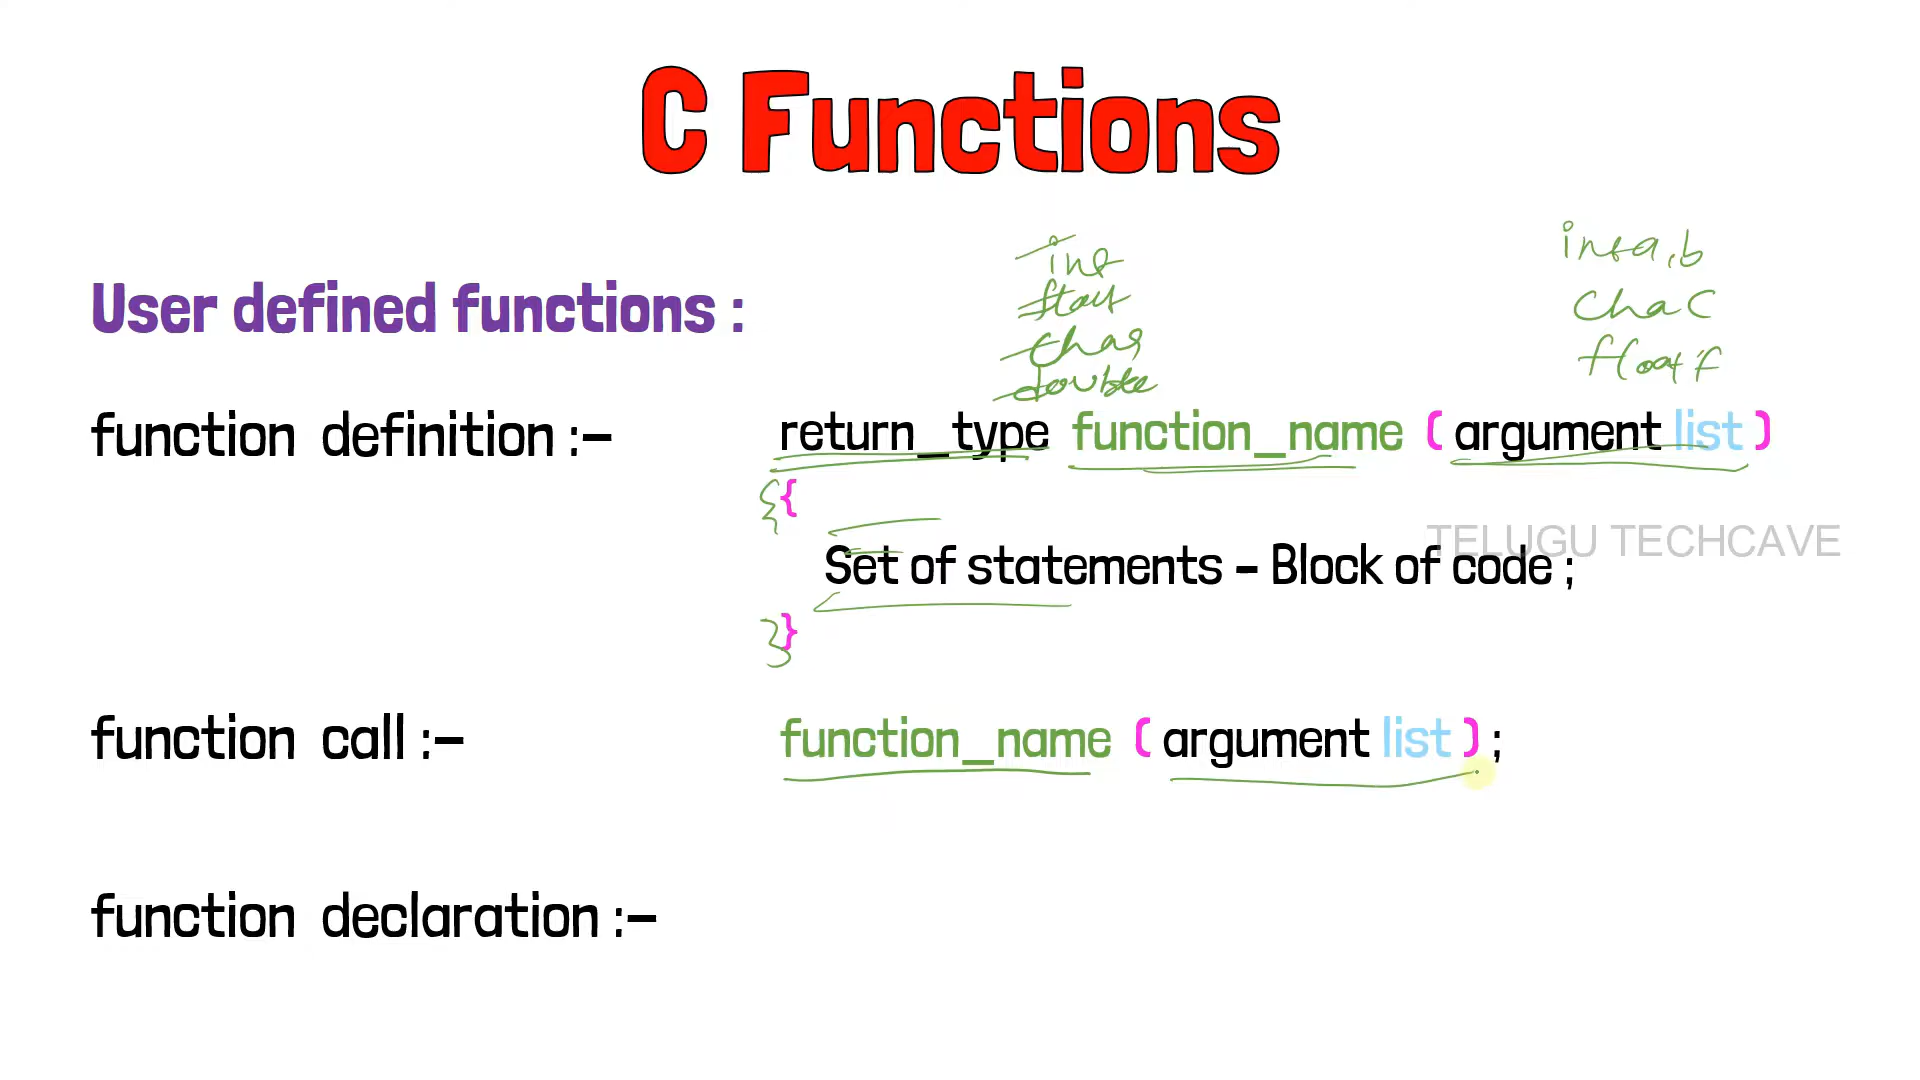 C Functions
int
float
char
double
int a, b
cha C
float f
User defined functions :
function definition :-
return_type function_name ( argument list )
{ {
TELUGU TECHCAVE
Set of statements - Block of code ;
} }
function call :-
function_name ( argument list ) ;
function declaration :-